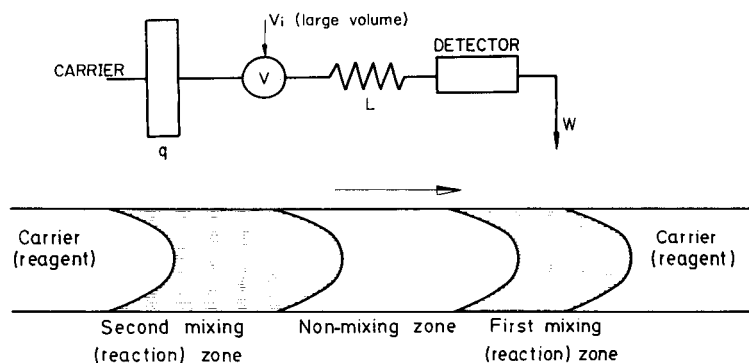 Vi (large volume)
CARRIER
V
DETECTOR
L
q
W
Carrier
(reagent)
Carrier
(reagent)
Second mixing
(reaction) zone
Non-mixing zone
First mixing
(reaction) zone